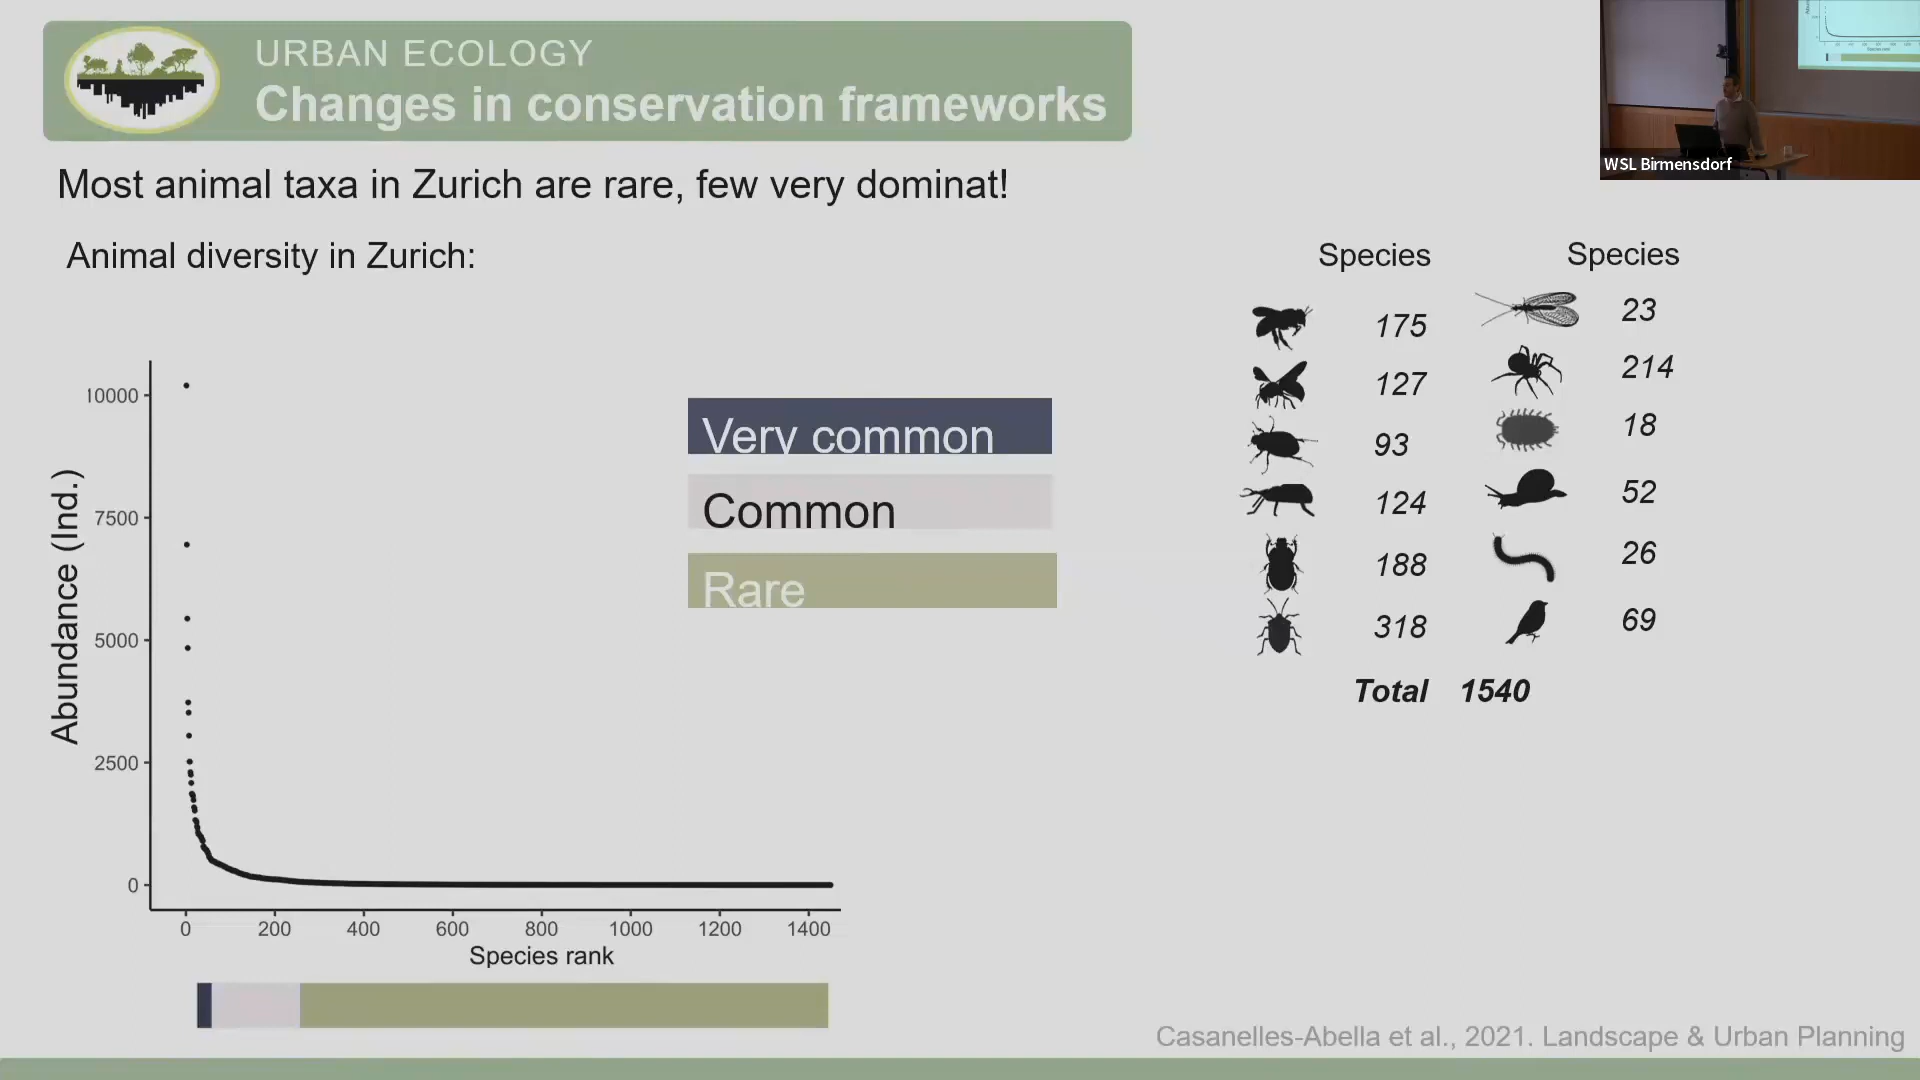 URBAN ECOLOGY
Changes in conservation frameworks
WSL Birmensdorf
Most animal taxa in Zurich are rare, few very dominat!
Animal diversity in Zurich:
Species
Species
175
23
127
214
93
18
124
52
188
26
318
69
Total 1540
Very common
Common
Rare
Abundance (Ind.)
10000
7500
5000
2500
0
0 200 400 600 800 1000 1200 1400
Species rank
Casanelles-Abella et al., 2021. Landscape & Urban Planning